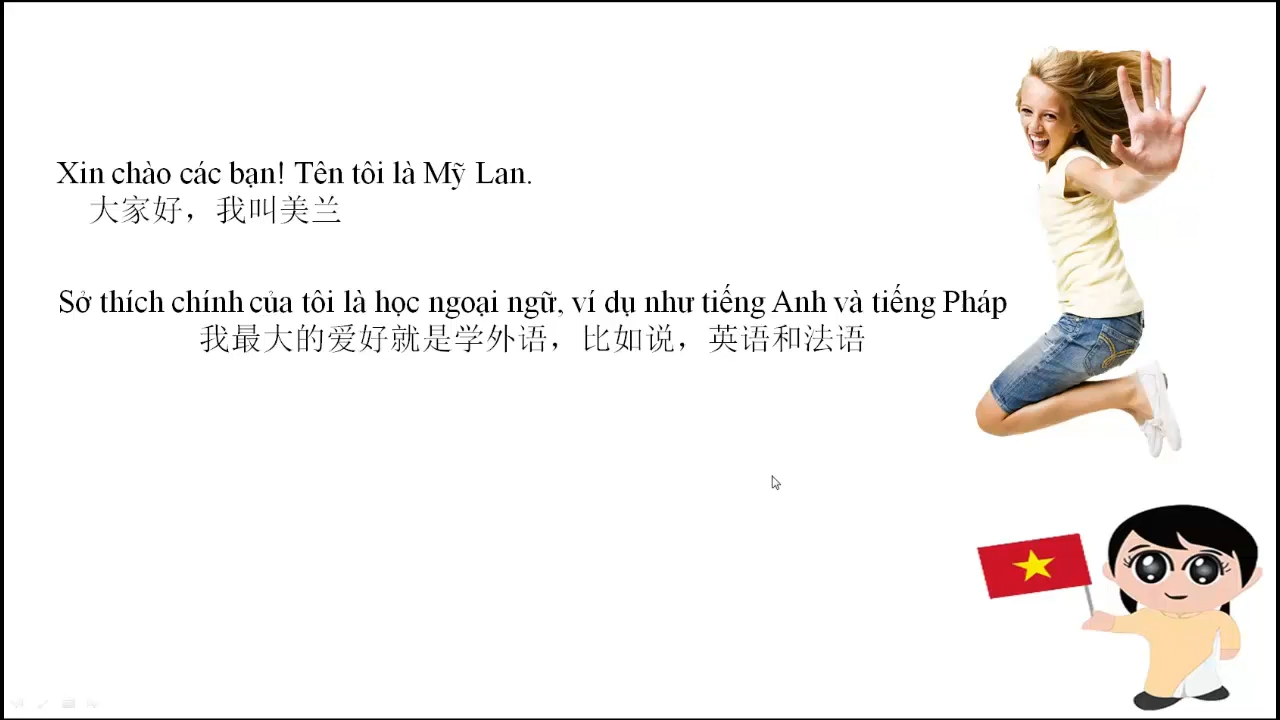 Xin chào các bạn! Tên tôi là Mỹ Lan.
大家好，我叫美兰
Sở thích chính của tôi là học ngoại ngữ, ví dụ như tiếng Anh và tiếng Pháp
我最大的爱好就是学外语，比如说，英语和法语